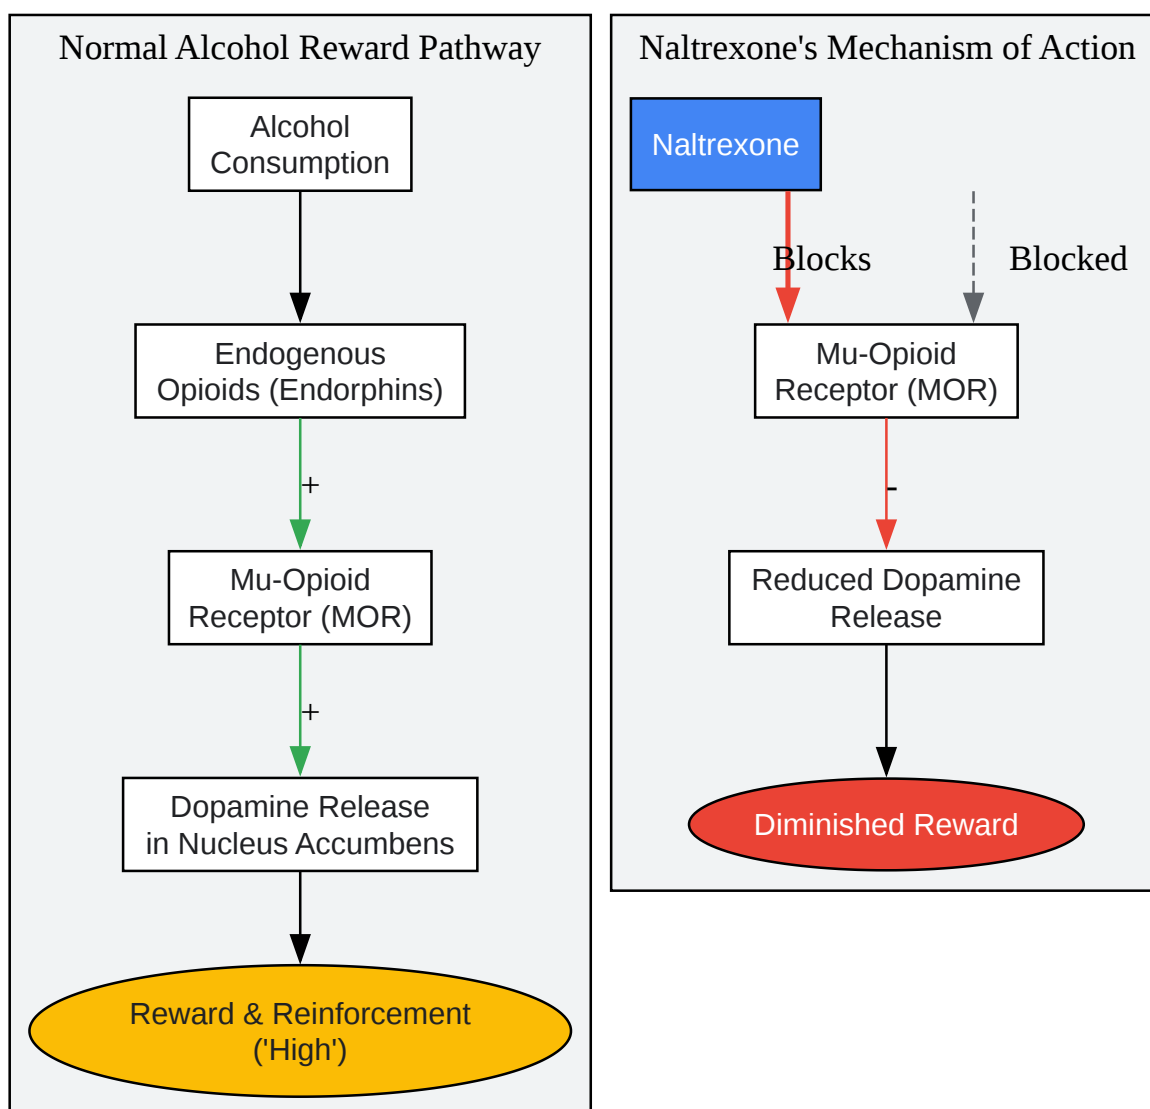 Normal Alcohol Reward Pathway
Alcohol
Consumption
Endogenous
Opioids (Endorphins)
+
Mu-Opioid
Receptor (MOR)
+
Dopamine Release
in Nucleus Accumbens
Reward & Reinforcement
('High')
Naltrexone's Mechanism of Action
Naltrexone
Blocks
Blocked
Mu-Opioid
Receptor (MOR)
-
Reduced Dopamine
Release
Diminished Reward